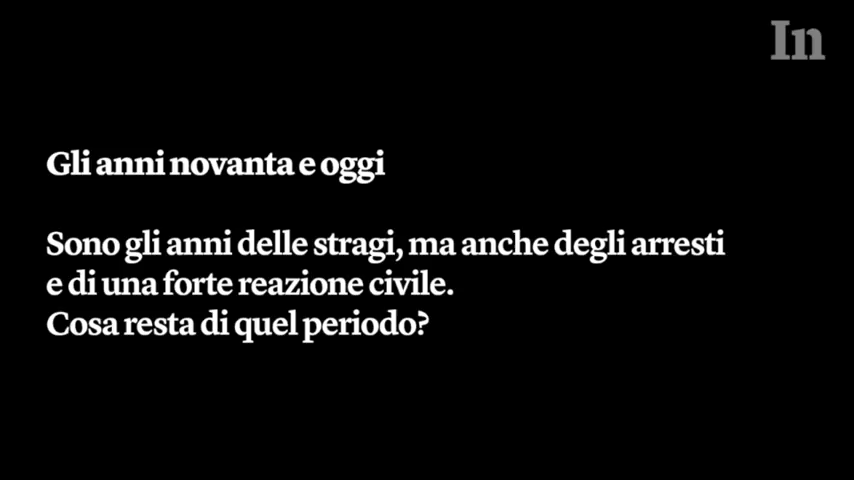 In
Gli anni novanta e oggi
Sono gli anni delle stragi, ma anche degli arresti
e di una forte reazione civile.
Cosa resta di quel periodo?